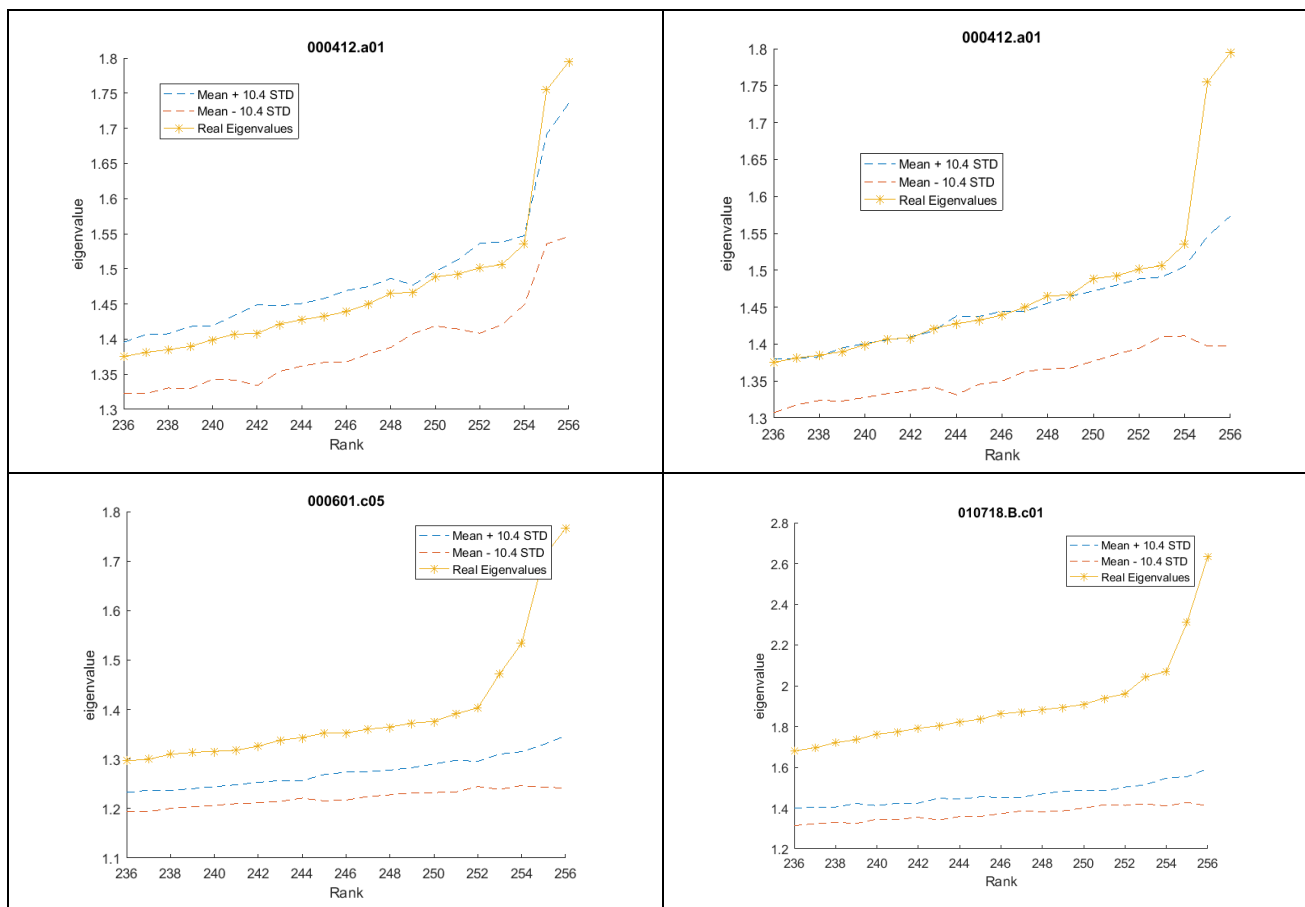 000412.a01
1.8
1.75
1.7
1.65
1.6
1.55
1.5
1.45
1.4
1.35
1.3
eigenvalue
Mean + 10.4 STD
Mean - 10.4 STD
Real Eigenvalues
236 238 240 242 244 246 248 250 252 254 256
Rank
000412.a01
1.8
1.75
1.7
1.65
1.6
1.55
1.5
1.45
1.4
1.35
1.3
eigenvalue
Mean + 10.4 STD
Mean - 10.4 STD
Real Eigenvalues
236 238 240 242 244 246 248 250 252 254 256
Rank
000601.c05
1.8
1.7
1.6
1.5
1.4
1.3
1.2
1.1
eigenvalue
Mean + 10.4 STD
Mean - 10.4 STD
Real Eigenvalues
236 238 240 242 244 246 248 250 252 254 256
Rank
010718.B.c01
2.8
2.6
2.4
2.2
2
1.8
1.6
1.4
1.2
eigenvalue
Mean + 10.4 STD
Mean - 10.4 STD
Real Eigenvalues
236 238 240 242 244 246 248 250 252 254 256
Rank